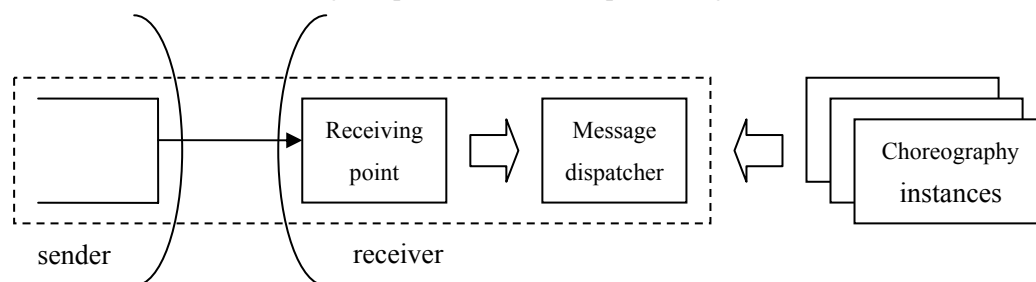 Receiving
point
Message
dispatcher
Choreography
instances
sender
receiver